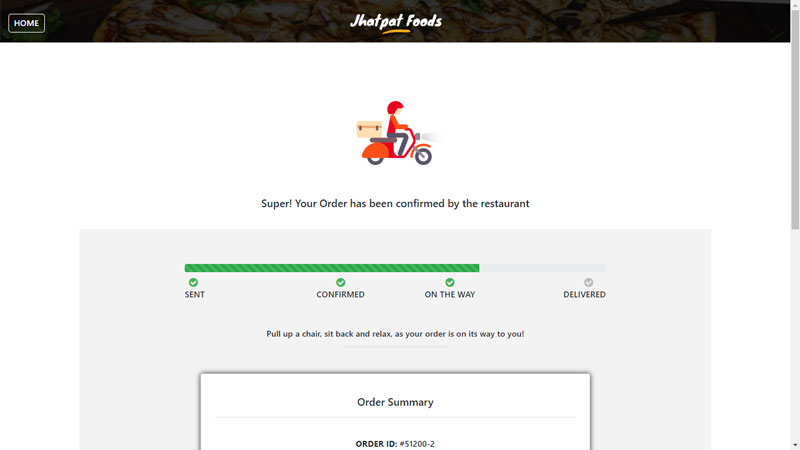 HOME
Jhatpat Foods
Super! Your Order has been confirmed by the restaurant
SENT CONFIRMED ON THE WAY DELIVERED
Pull up a chair, sit back and relax, as your order is on its way to you!
Order Summary
ORDER ID: #51200-2